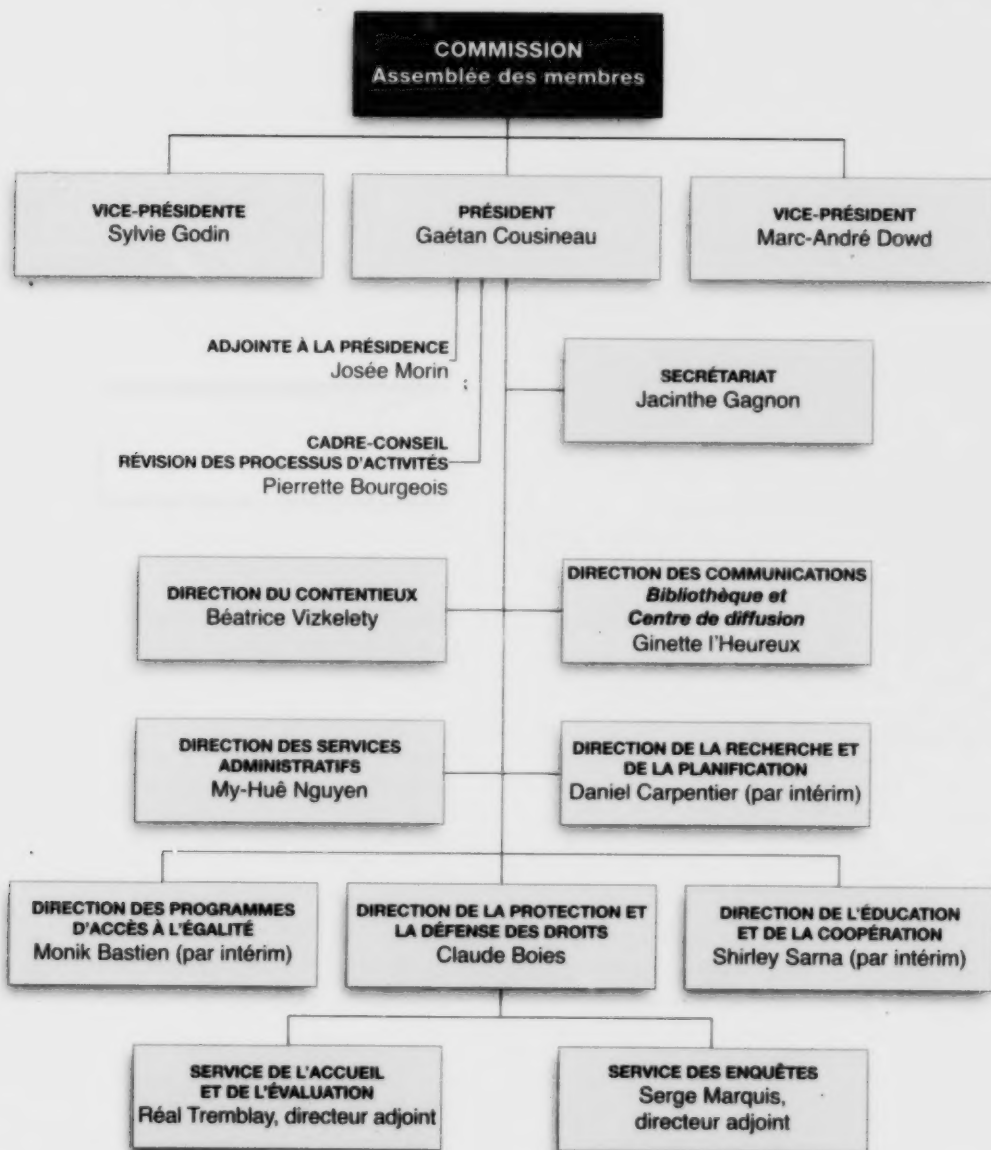 COMMISSION
Assemblée des membres
VICE-PRÉSIDENTE
Sylvie Godin
PRÉSIDENT
Gaétan Cousineau
VICE-PRÉSIDENT
Marc-André Dowd
ADJOINTE À LA PRÉSIDENCE
Josée Morin
SECRÉTARIAT
Jacinthe Gagnon
CADRE-CONSEIL
RÉVISION DES PROCESSUS D'ACTIVITÉS
Pierrette Bourgeois
DIRECTION DU CONTENTIEUX
Béatrice Vizkelety
DIRECTION DES COMMUNICATIONS
Bibliothèque et
Centre de diffusion
Ginette l'Heureux
DIRECTION DES SERVICES
ADMINISTRATIFS
My-Huê Nguyen
DIRECTION DE LA RECHERCHE ET
DE LA PLANIFICATION
Daniel Carpentier (par intérim)
DIRECTION DES PROGRAMMES
D'ACCÈS À L'ÉGALITÉ
Monik Bastien (par intérim)
DIRECTION DE LA PROTECTION ET
LA DÉFENSE DES DROITS
Claude Boies
DIRECTION DE L'ÉDUCATION
ET DE LA COOPÉRATION
Shirley Sarna (par intérim)
SERVICE DE L'ACCUEIL
ET DE L'ÉVALUATION
Réal Tremblay, directeur adjoint
SERVICE DES ENQUÊTES
Serge Marquis,
directeur adjoint